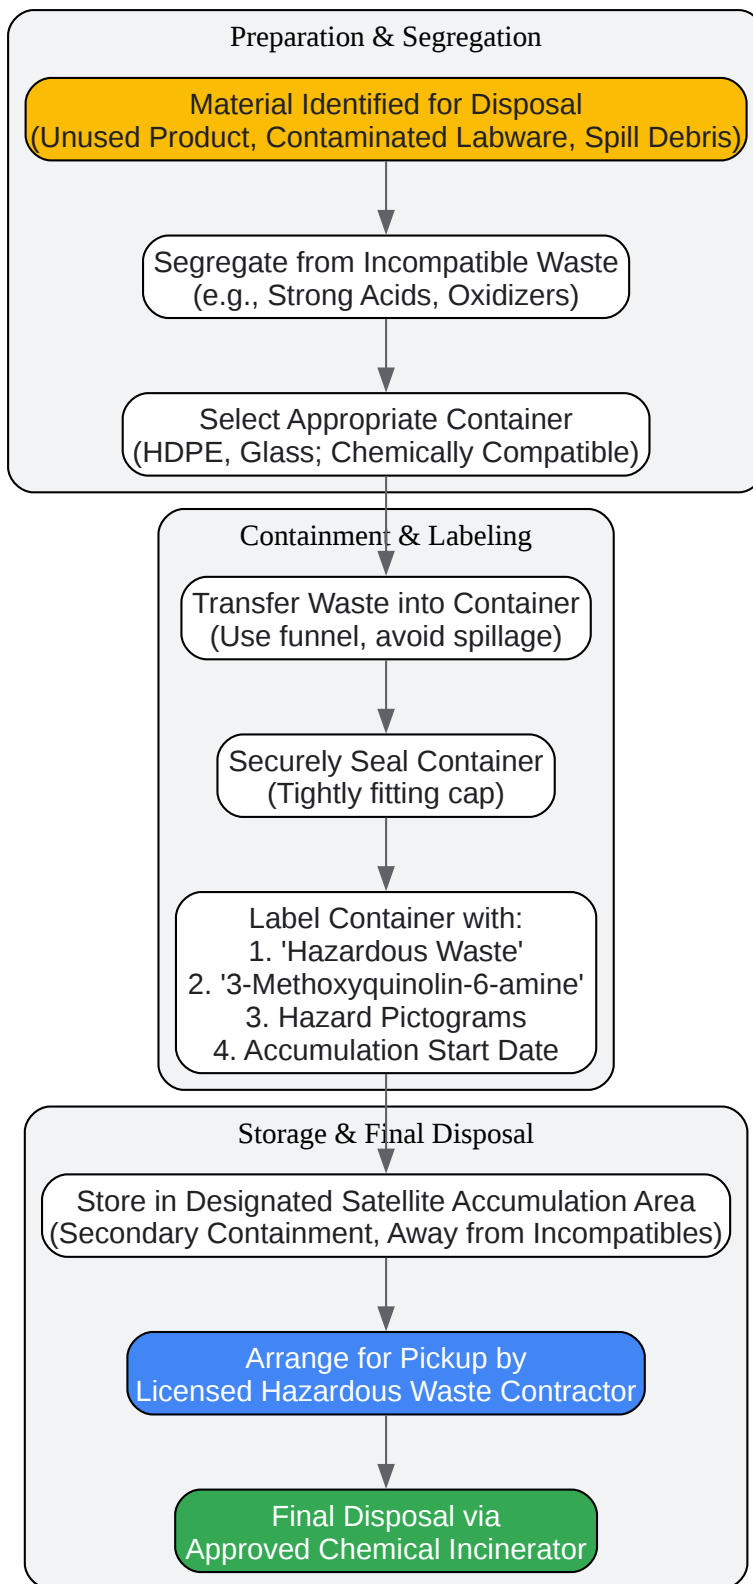 Preparation & Segregation
Material Identified for Disposal
(Unused Product, Contaminated Labware, Spill Debris)
Segregate from Incompatible Waste
(e.g., Strong Acids, Oxidizers)
Select Appropriate Container
(HDPE, Glass; Chemically Compatible)
Containment & Labeling
Transfer Waste into Container
(Use funnel, avoid spillage)
Securely Seal Container
(Tightly fitting cap)
Label Container with:
1. 'Hazardous Waste'
2. '3-Methoxyquinolin-6-amine'
3. Hazard Pictograms
4. Accumulation Start Date
Storage & Final Disposal
Store in Designated Satellite Accumulation Area
(Secondary Containment, Away from Incompatibles)
Arrange for Pickup by
Licensed Hazardous Waste Contractor
Final Disposal via
Approved Chemical Incinerator